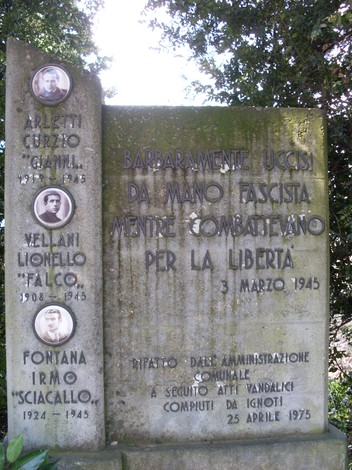 ARLETTI
CURZIO
"GIANNI"
1919 - 1945
VELLANI
LIONELLO
"FALCO"
1908 - 1945
FONTANA
IRMO
"SCIACALLO"
1924 - 1945
BARBARAMENTE UCCISI
DA MANO FASCISTA
MENTRE COMBATTEVANO
PER LA LIBERTA'
3 MARZO 1945
RIFATTO DALL'AMMINISTRAZIONE
COMUNALE
A SEGUITO ATTI VANDALICI
COMPIUTI DA IGNOTI
25 APRILE 1975